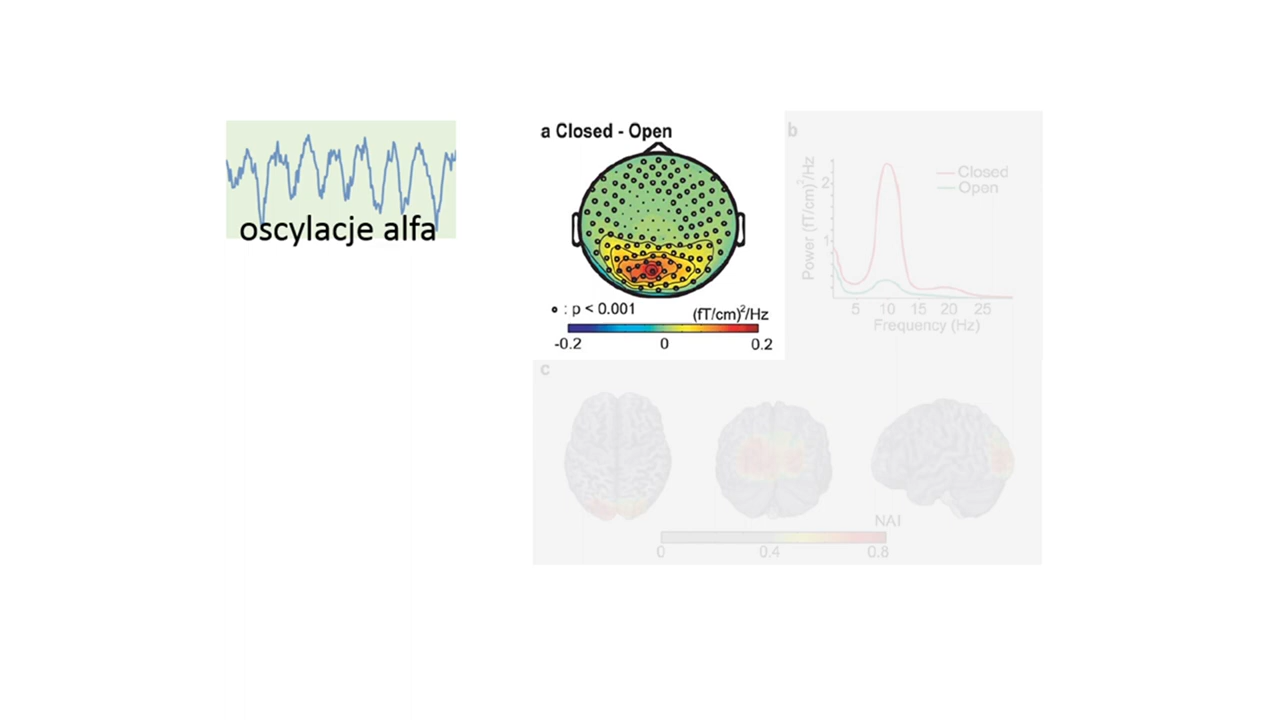 oscylacje alfa
a Closed - Open
: p < 0.001
(fT/cm)²/Hz
-0.2 0 0.2
b
Power (fT/cm)²/Hz
2
1
Closed
Open
5 10 15 20 25
Frequency (Hz)
c
NAI
0 0.4 0.8